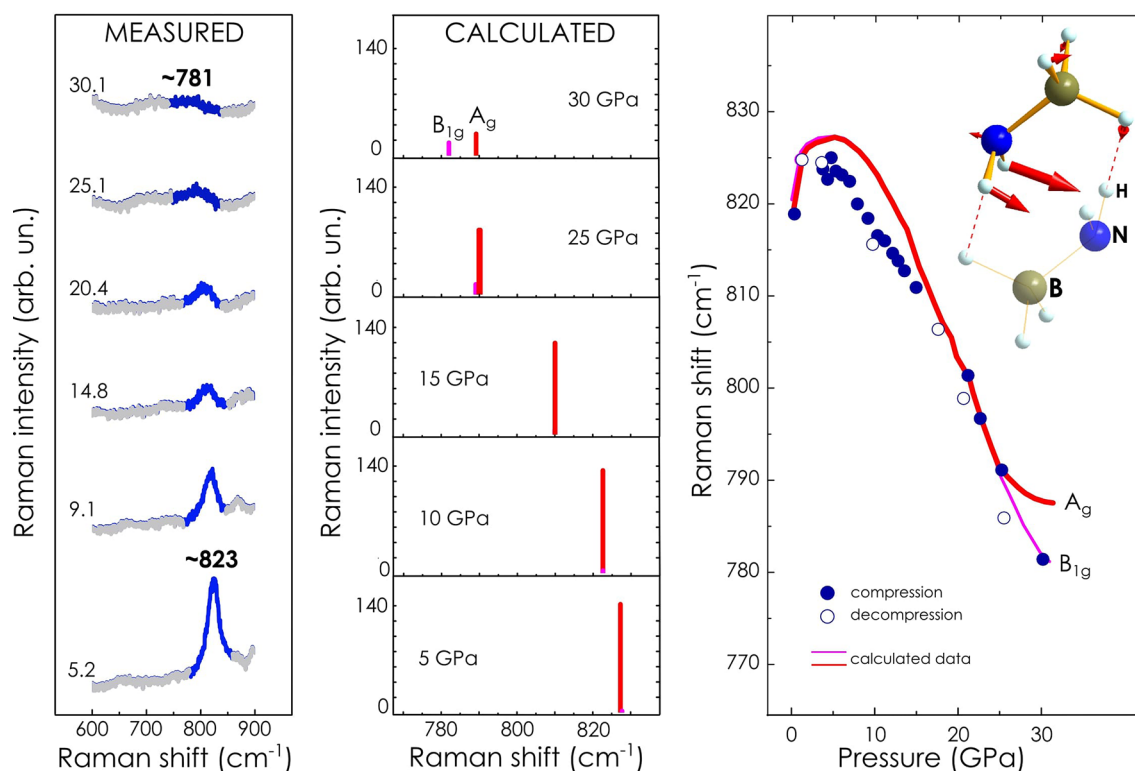 MEASURED
~781
30.1
25.1
20.4
14.8
9.1
~823
5.2
600 700 800 900
Raman shift (cm-1)
Raman intensity (arb. un.)
CALCULATED
140
B1g
Ag
30 GPa
0
140
25 GPa
0
140
15 GPa
0
140
10 GPa
0
140
5 GPa
0
780 800 820
Raman shift (cm-1)
Raman intensity (arb. un.)
830
820
810
800
790
780
770
Raman shift (cm-1)
H
N
B
Ag
B1g
compression
decompression
calculated data
0 10 20 30
Pressure (GPa)